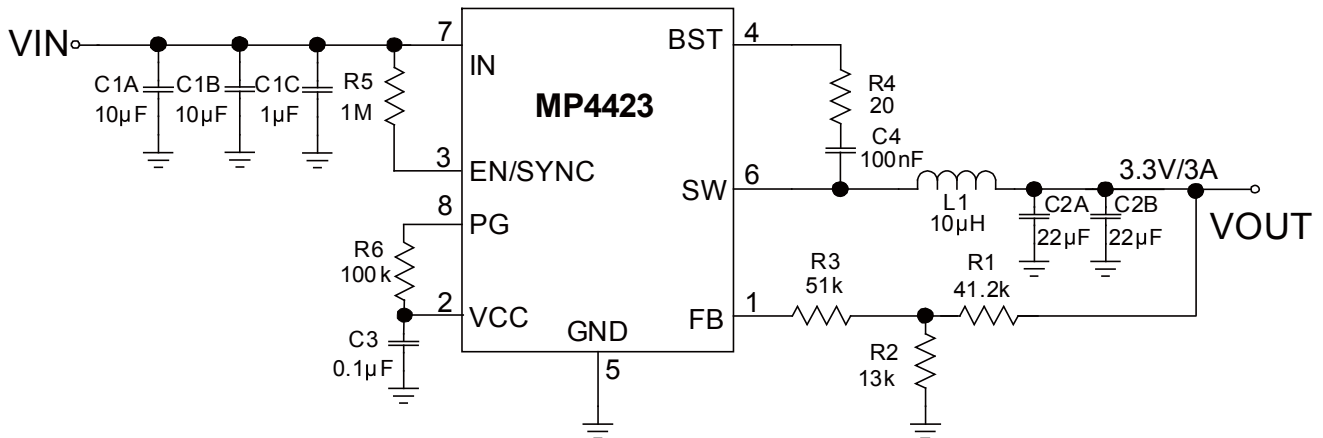 VIN
C1A
10µF
C1B
10µF
C1C
1µF
R5
1M
7
IN
MP4423
3
EN/SYNC
8
PG
R6
100k
2
VCC
C3
0.1µF
GND
5
BST
4
R4
20
C4
100nF
SW
6
L1
10µH
3.3V/3A
C2A
22µF
C2B
22µF
VOUT
FB
1
R3
51k
R1
41.2k
R2
13k